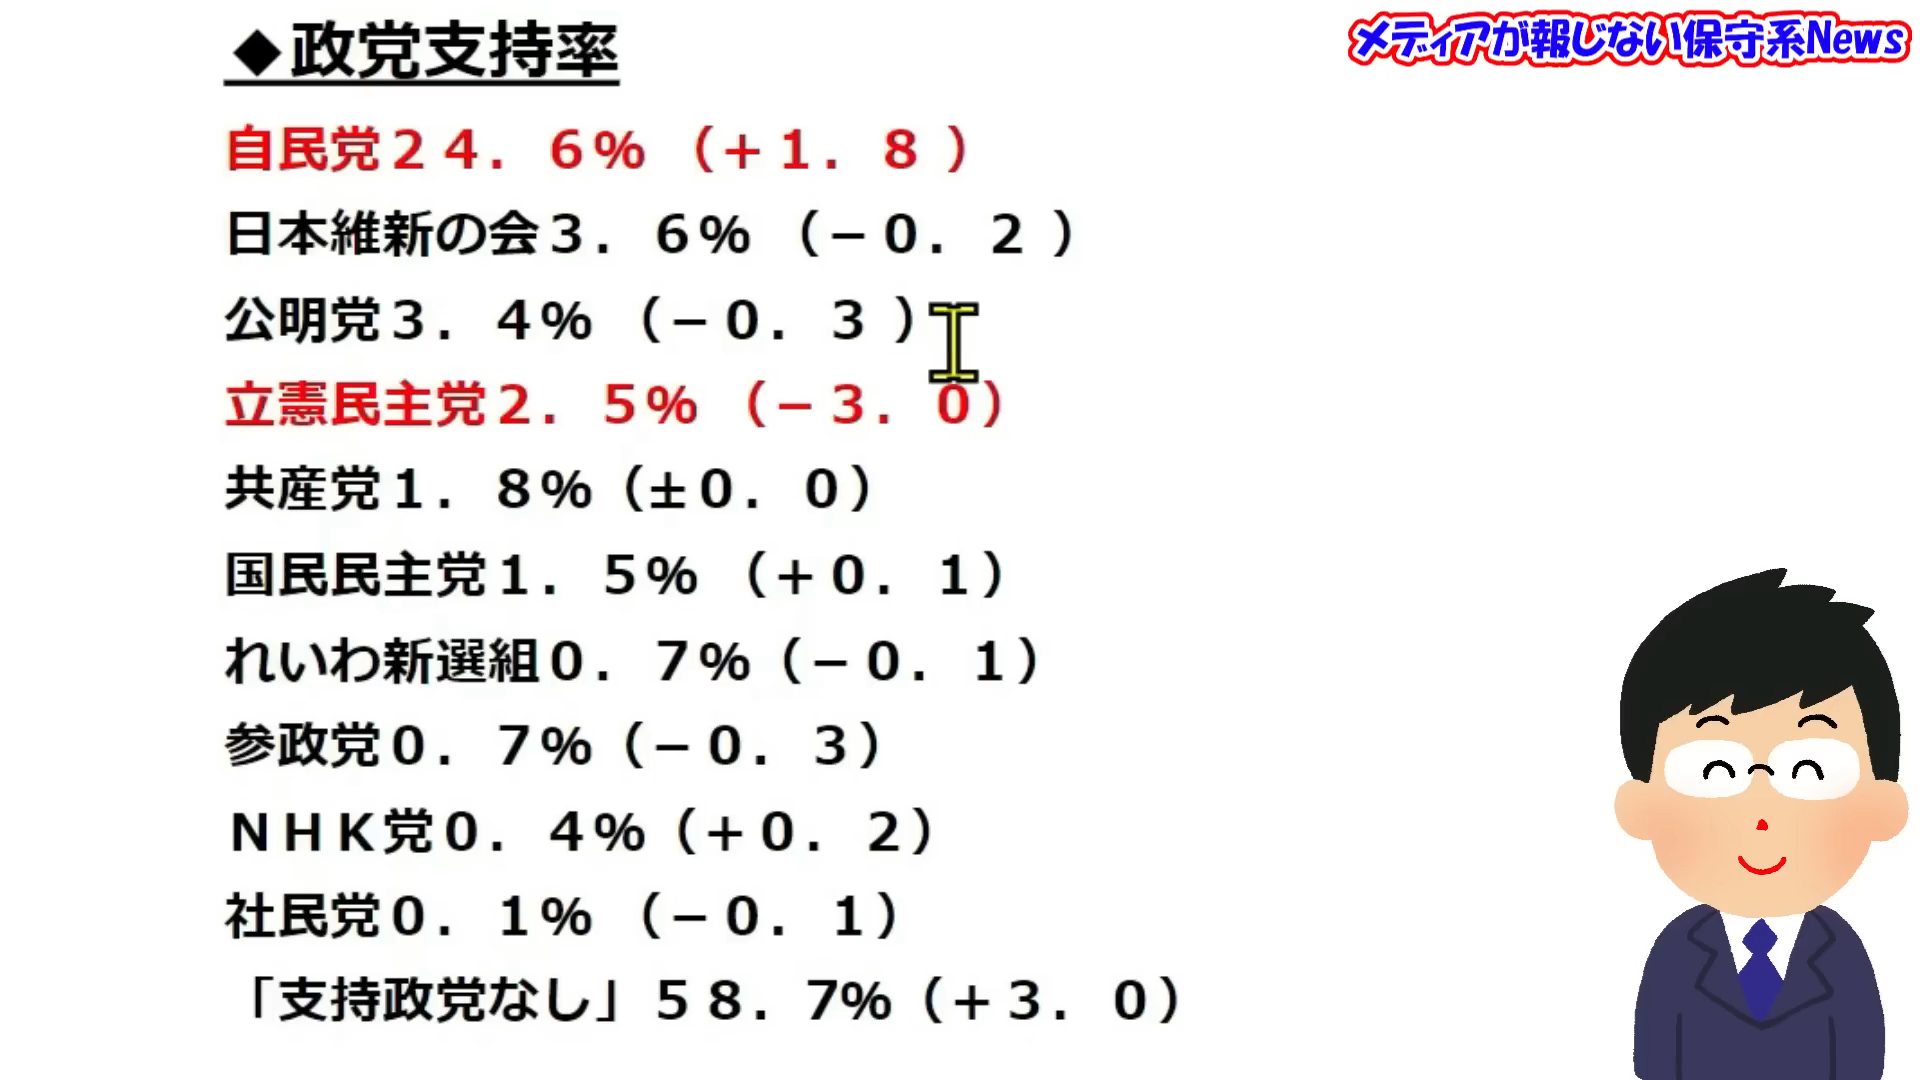 ◆政党支持率
メディアが報じない保守系News
自民党２４．６％（＋１．８ ）
日本維新の会３．６％（－０．２ ）
公明党３．４％（－０．３ ）
立憲民主党２．５％（－３．０）
共産党１．８％（±０．０）
国民民主党１．５％（＋０．１）
れいわ新選組０．７％（－０．１）
参政党０．７％（－０．３）
ＮＨＫ党０．４％（＋０．２）
社民党０．１％（－０．１）
「支持政党なし」５８．７％（＋３．０）